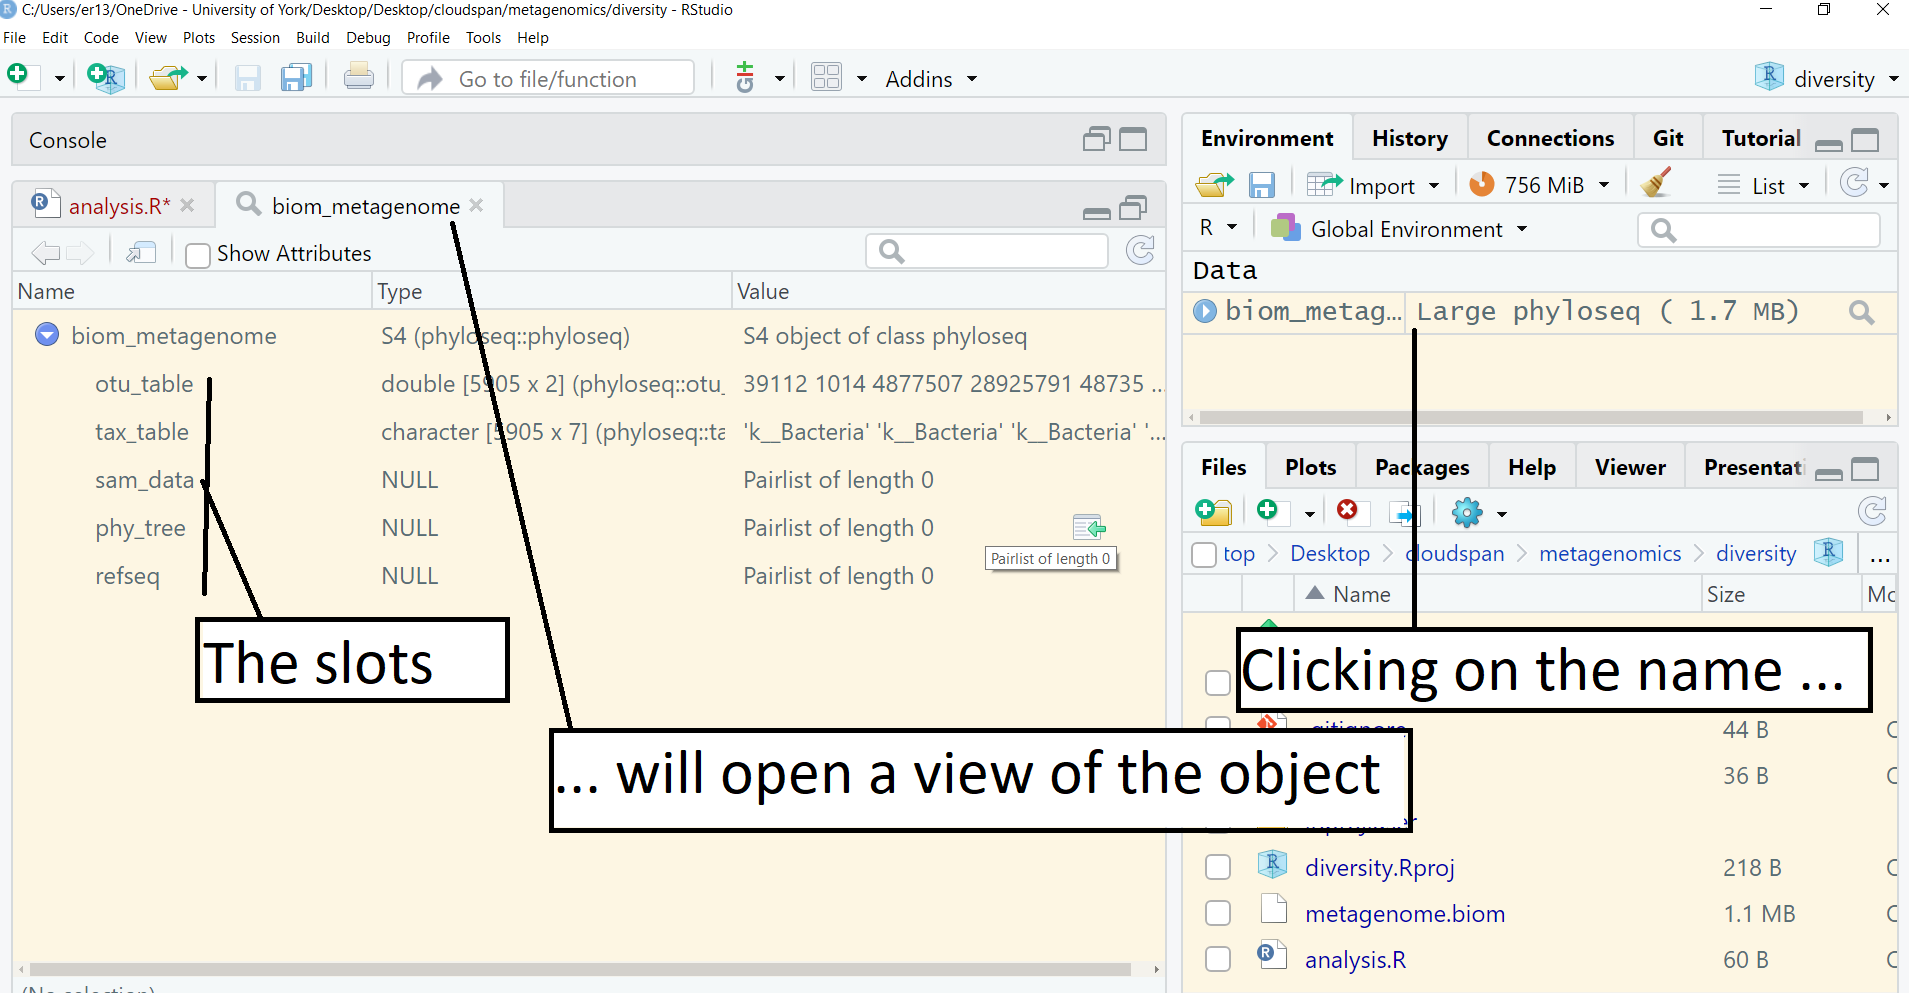 C:/Users/er13/OneDrive - University of York/Desktop/Desktop/cloudspan/metagenomics/diversity - RStudio
File Edit Code View Plots Session Build Debug Profile Tools Help
Go to file/function
Addins
diversity
Console
analysis.R*
biom_metagenome
Show Attributes
Name Type Value
biom_metagenome S4 (phyloseq::phyloseq) S4 object of class phyloseq
otu_table double [5905 x 2] (phyloseq::otu_ 39112 1014 4877507 28925791 48735 ...
tax_table character [5905 x 7] (phyloseq::ta 'k__Bacteria' 'k__Bacteria' 'k__Bacteria' '...
sam_data NULL Pairlist of length 0
phy_tree NULL Pairlist of length 0
Pairlist of length 0
refseq NULL Pairlist of length 0
The slots
... will open a view of the object
(No selection)
Environment History Connections Git Tutorial
Import 756 MiB List
R Global Environment
Data
biom_metag... Large phyloseq ( 1.7 MB)
Files Plots Packages Help Viewer Presentati
top Desktop cloudspan metagenomics diversity ...
Name Size Mo
Clicking on the name ...
.gitignore 44 B
36 B
diversity.Rproj 218 B
metagenome.biom 1.1 MB
analysis.R 60 B